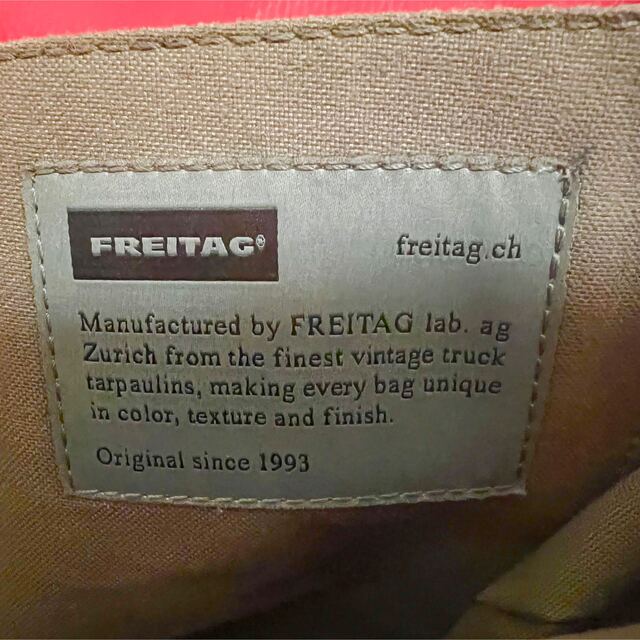 FREITAG®
freitag.ch
Manufactured by FREITAG lab. ag
Zurich from the finest vintage truck
tarpaulins, making every bag unique
in color, texture and finish.
Original since 1993